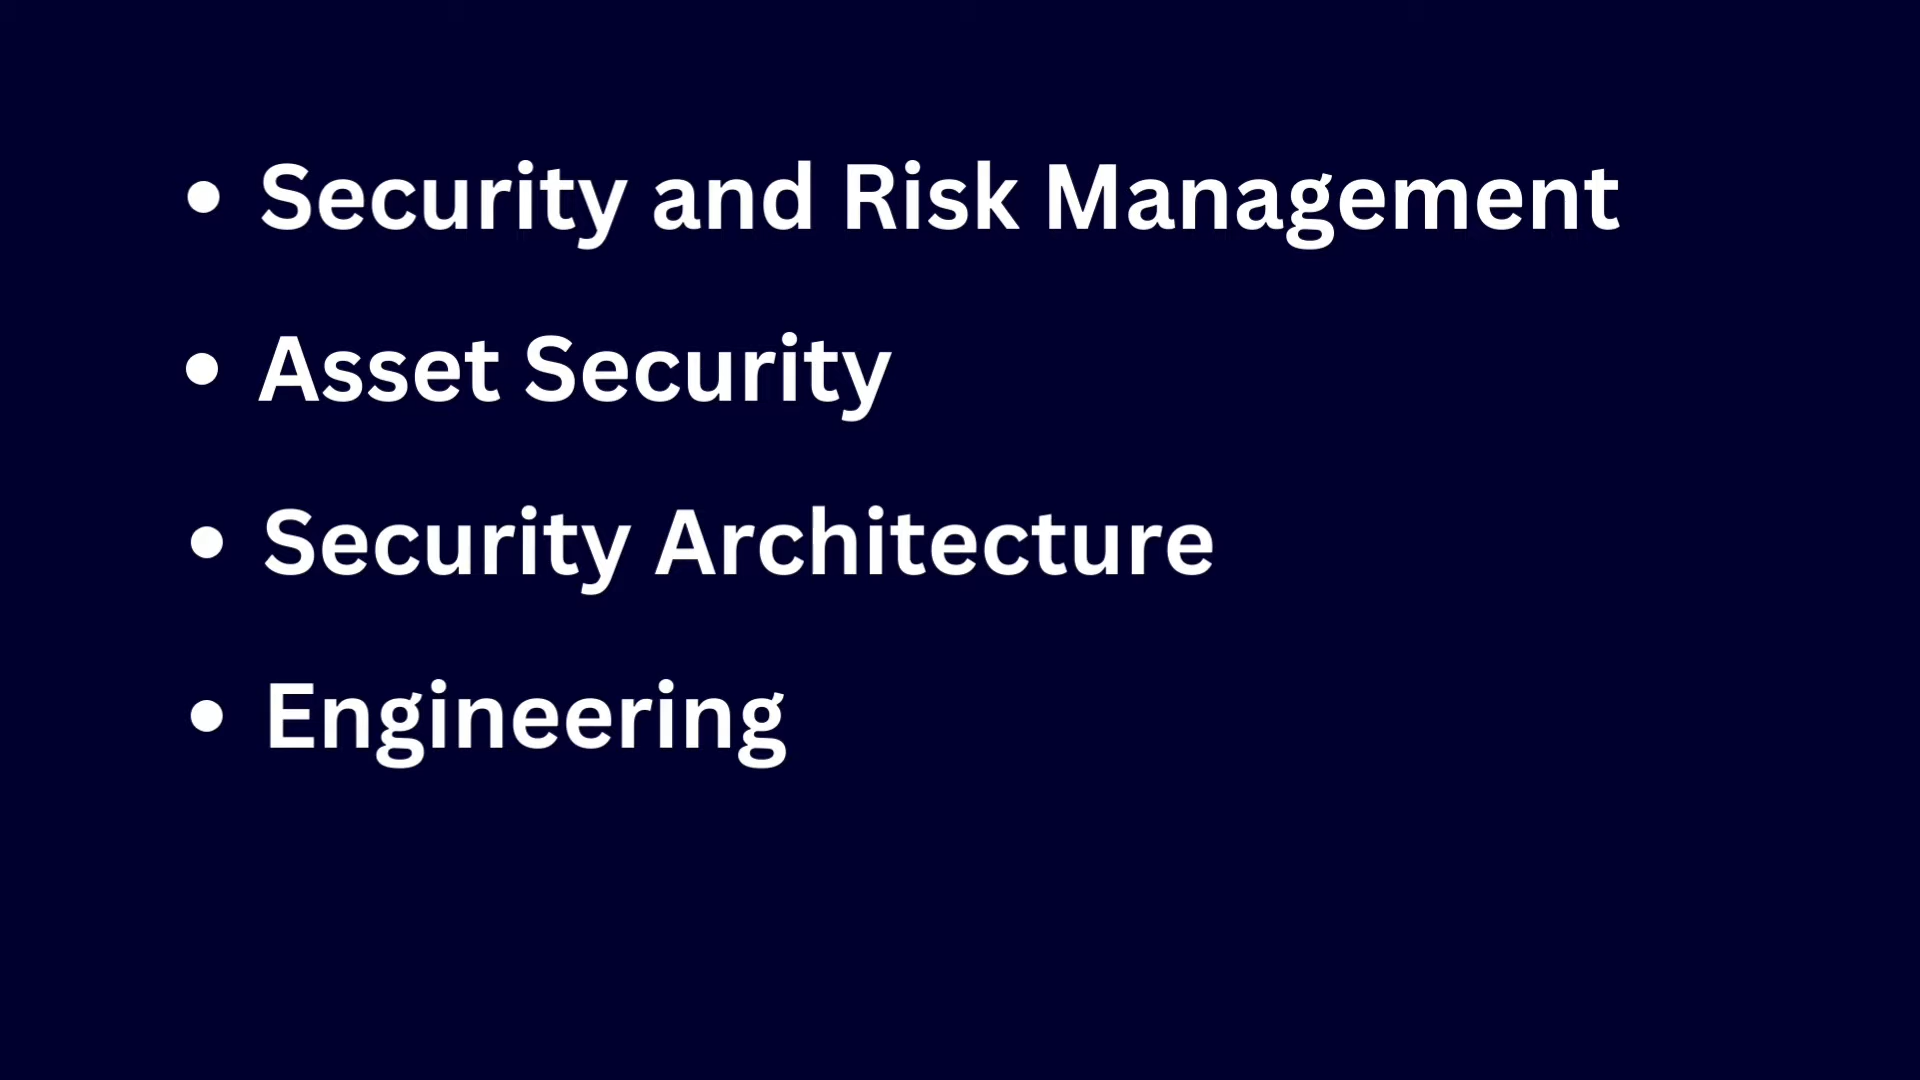 • Security and Risk Management
• Asset Security
• Security Architecture
• Engineering